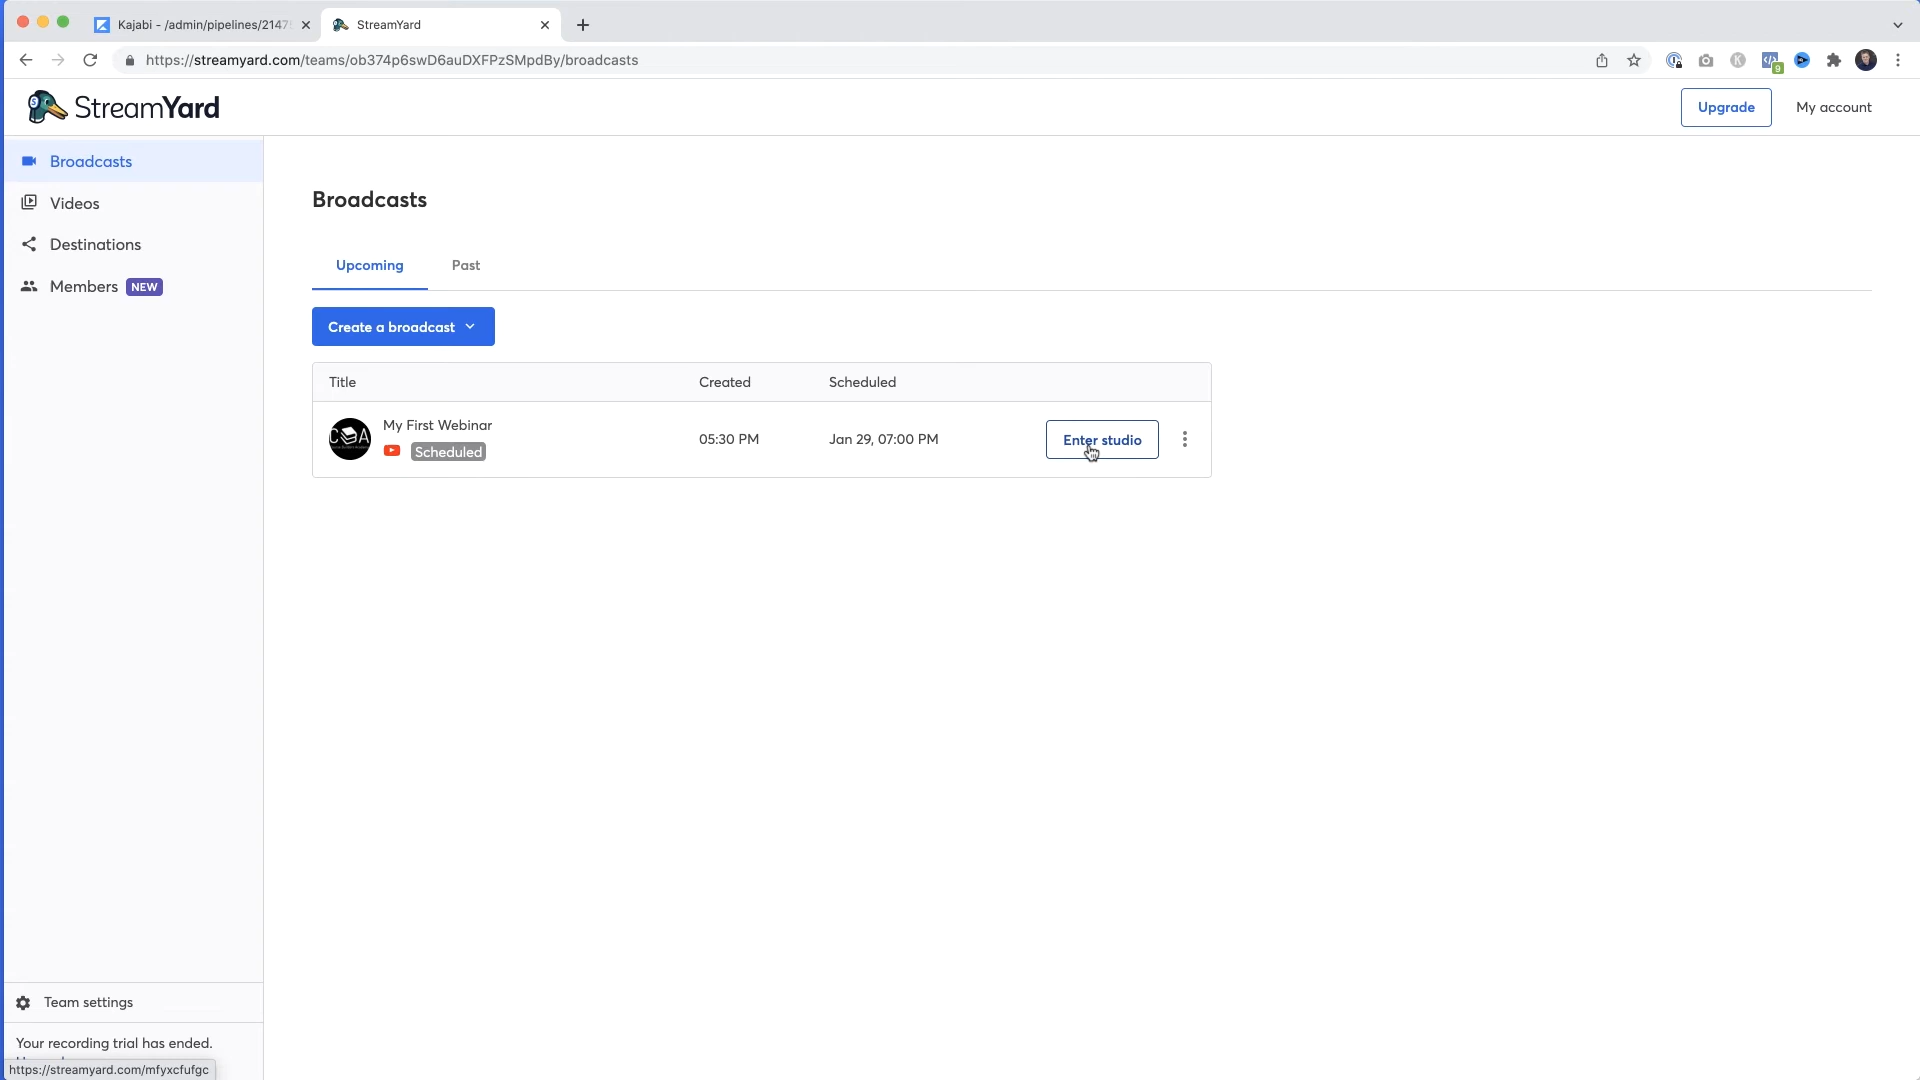 Kajabi - /admin/pipelines/2147
StreamYard
https://streamyard.com/teams/ob374p6swD6auDXFPzSMpdBy/broadcasts
9
StreamYard
Upgrade
My account
Broadcasts
Videos
Destinations
Members NEW
Broadcasts
Upcoming
Past
Create a broadcast
Title
Created
Scheduled
My First Webinar
Scheduled
05:30 PM
Jan 29, 07:00 PM
Enter studio
Team settings
Your recording trial has ended.
https://streamyard.com/mfyxcfufgc